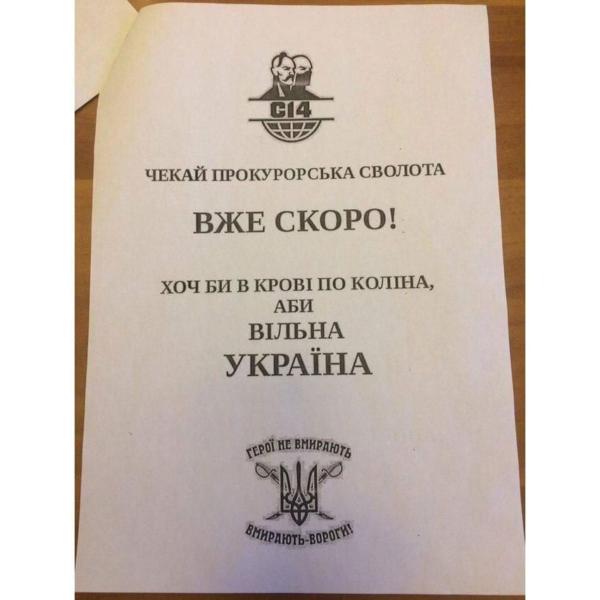 С14
ЧЕКАЙ ПРОКУРОРСЬКА СВОЛОТА
ВЖЕ СКОРО!
ХОЧ БИ В КРОВІ ПО КОЛІНА,
АБИ
ВІЛЬНА
УКРАЇНА
ГЕРОЇ НЕ ВМИРАЮТЬ
ВМИРАЮТЬ-ВОРОГИ!